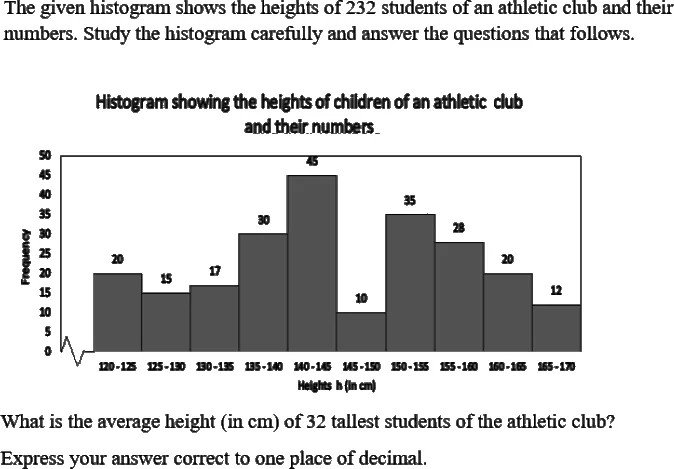 The given histogram shows the heights of 232 students of an athletic club and their
numbers. Study the histogram carefully and answer the questions that follows.
Histogram showing the heights of children of an athletic club
and their numbers
50
45
40
35
30
25
20
15
10
5
0
Frequency
20
15
17
30
45
10
35
28
20
12
120-125 125-130 130-135 135-140 140-145 145-150 150-155 155-160 160-165 165-170
Heights h (in cm)
What is the average height (in cm) of 32 tallest students of the athletic club?
Express your answer correct to one place of decimal.